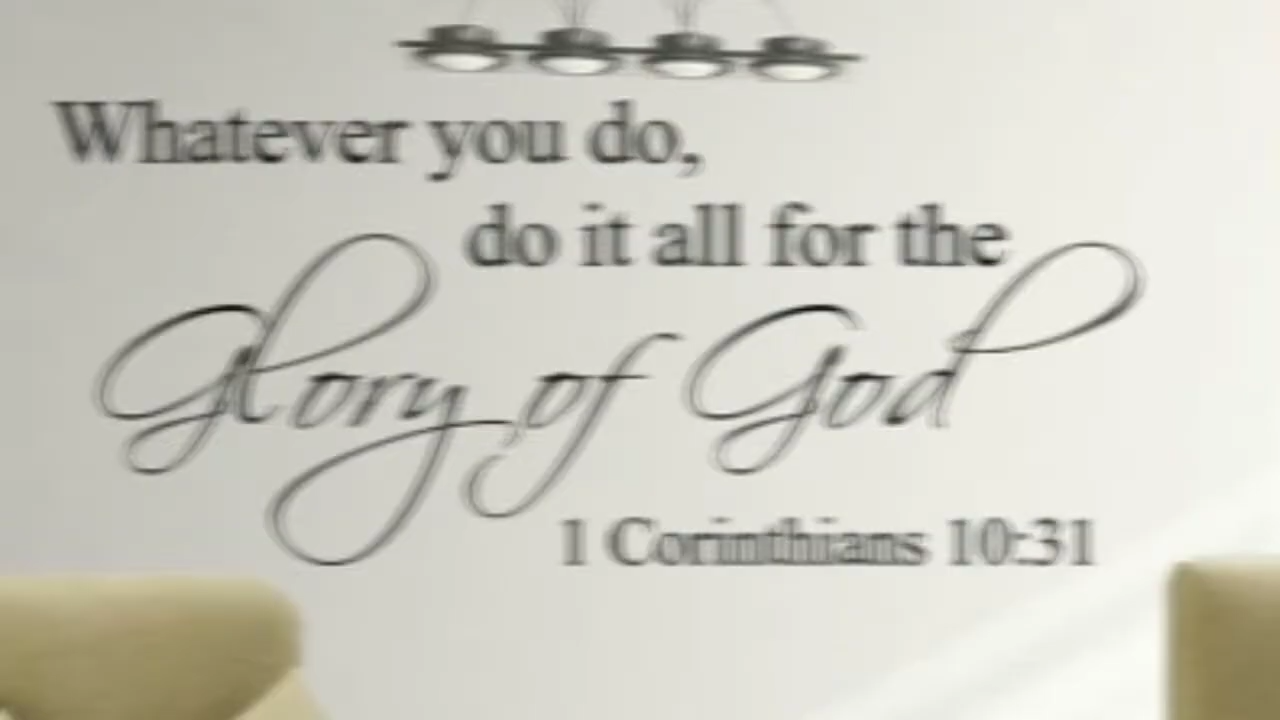 Whatever you do,
do it all for the
Glory of God
1 Corinthians 10:31